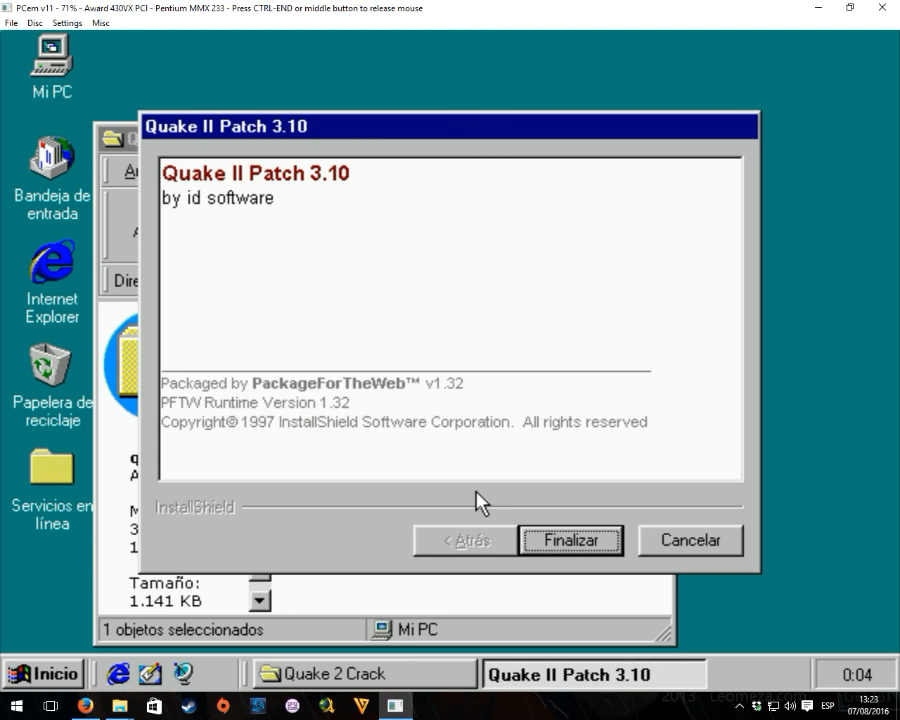 PCem v11 - 71% - Award 430VX PCI - Pentium MMX 233 - Press CTRL-END or middle button to release mouse
File Disc Settings Misc
Mi PC
Bandeja de
entrada
Internet
Explorer
Papelera de
reciclaje
Servicios en
línea
Q
Quake II Patch 3.10
Quake II Patch 3.10
by id software
Dire
Packaged by PackageForTheWeb™ v1.32
PFTW Runtime Version 1.32
Copyright© 1997 InstallShield Software Corporation. All rights reserved
q
A
M
3
1
InstallShield
< Atrás
Finalizar
Cancelar
Tamaño:
1.141 KB
1 objetos seleccionados
Mi PC
Inicio
Quake 2 Crack
Quake II Patch 3.10
0:04
2013 Leomeza.com
ESP
13:23
07/08/2016